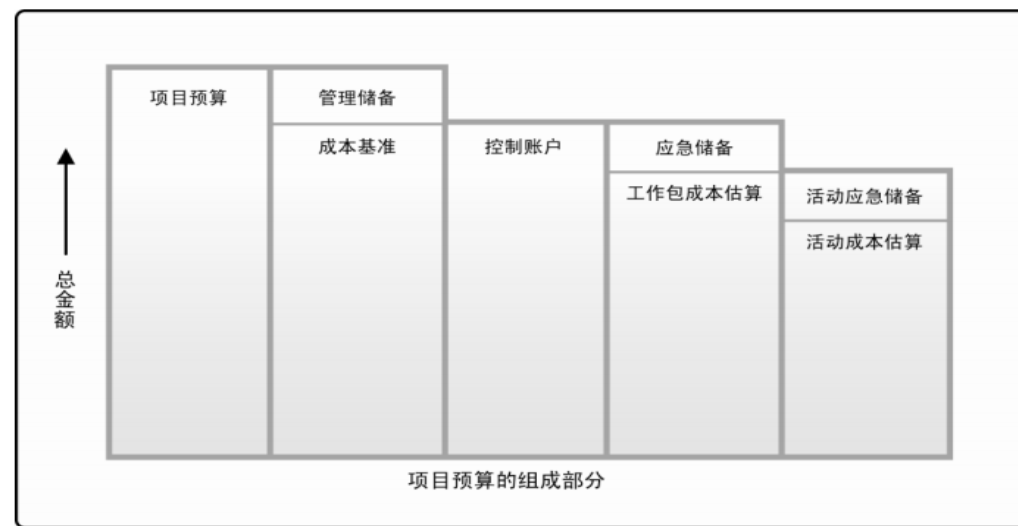 项目预算
管理储备
成本基准
控制账户
应急储备
工作包成本估算
活动应急储备
活动成本估算
总金额
项目预算的组成部分